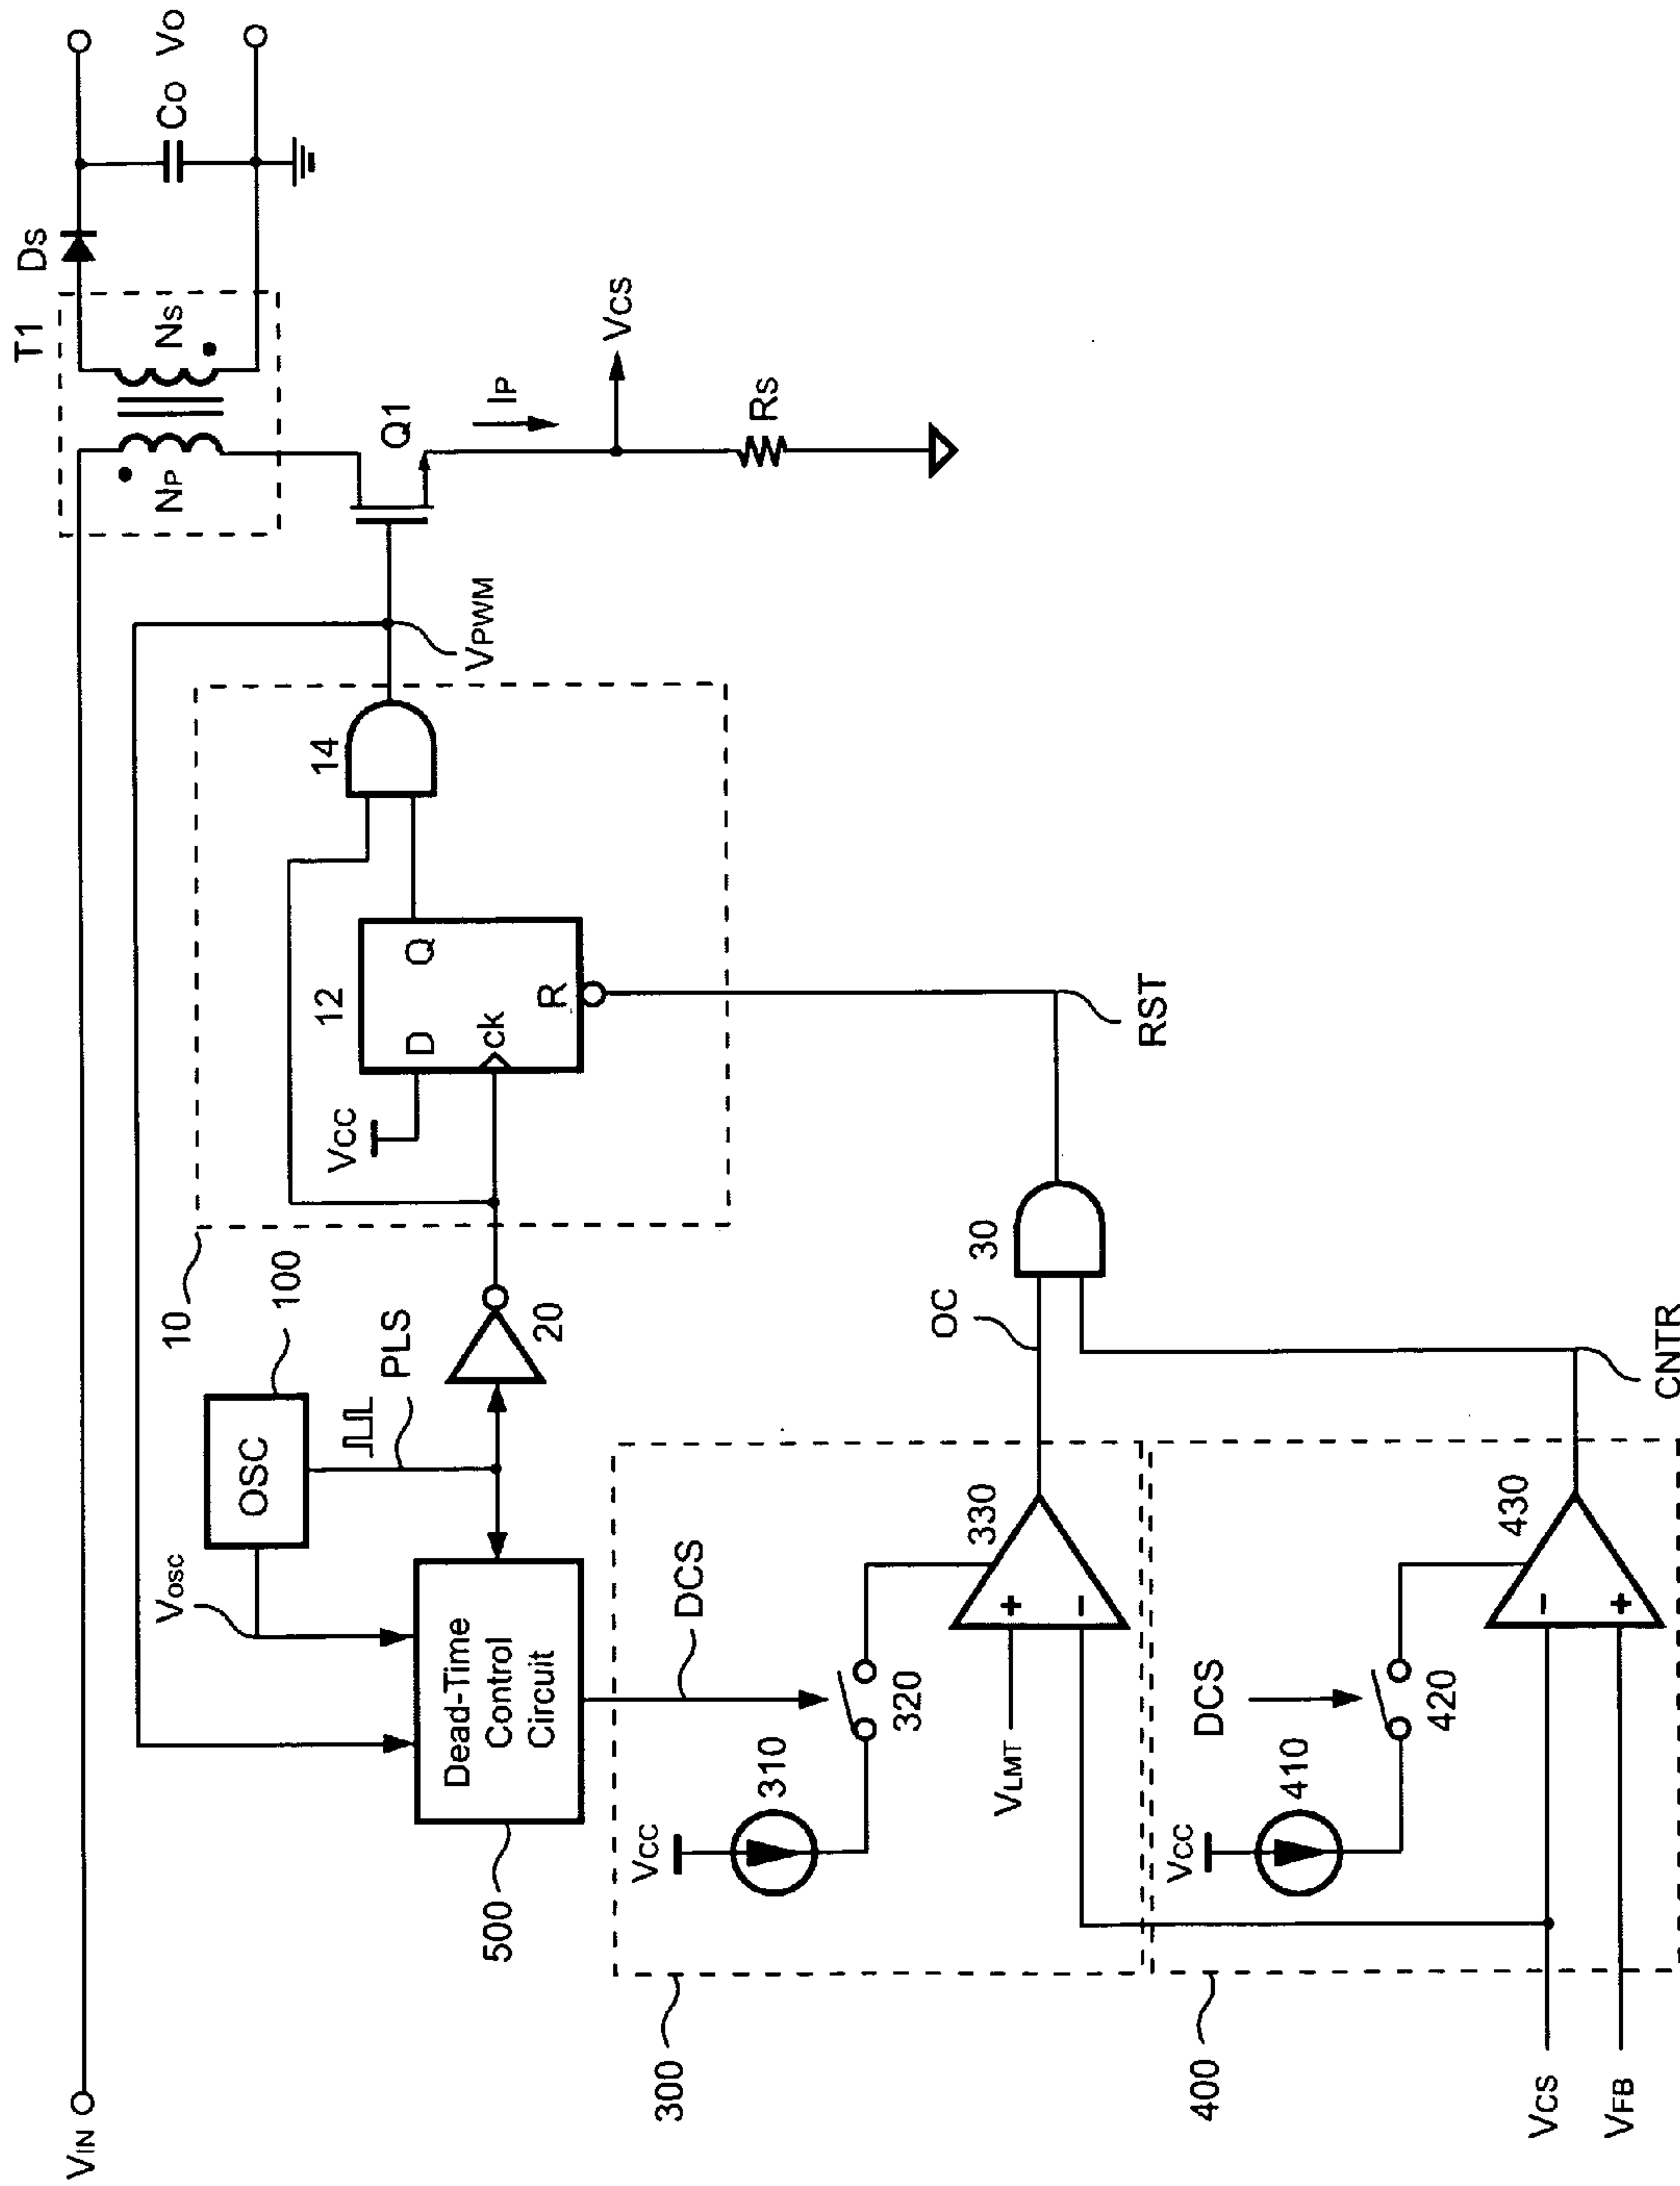 VIN
T1
NP
NS
DS
CO
VO
Q1
IP
VCS
RS
VPWM
10
14
12
D
Q
ck
R
VCC
RST
OSC
100
VOSC
PLS
20
Dead-Time
Control
Circuit
500
DCS
300
VCC
310
320
330
+
−
VLMT
OC
30
400
VCC
410
DCS
420
430
−
+
CNTR
VCS
VFB